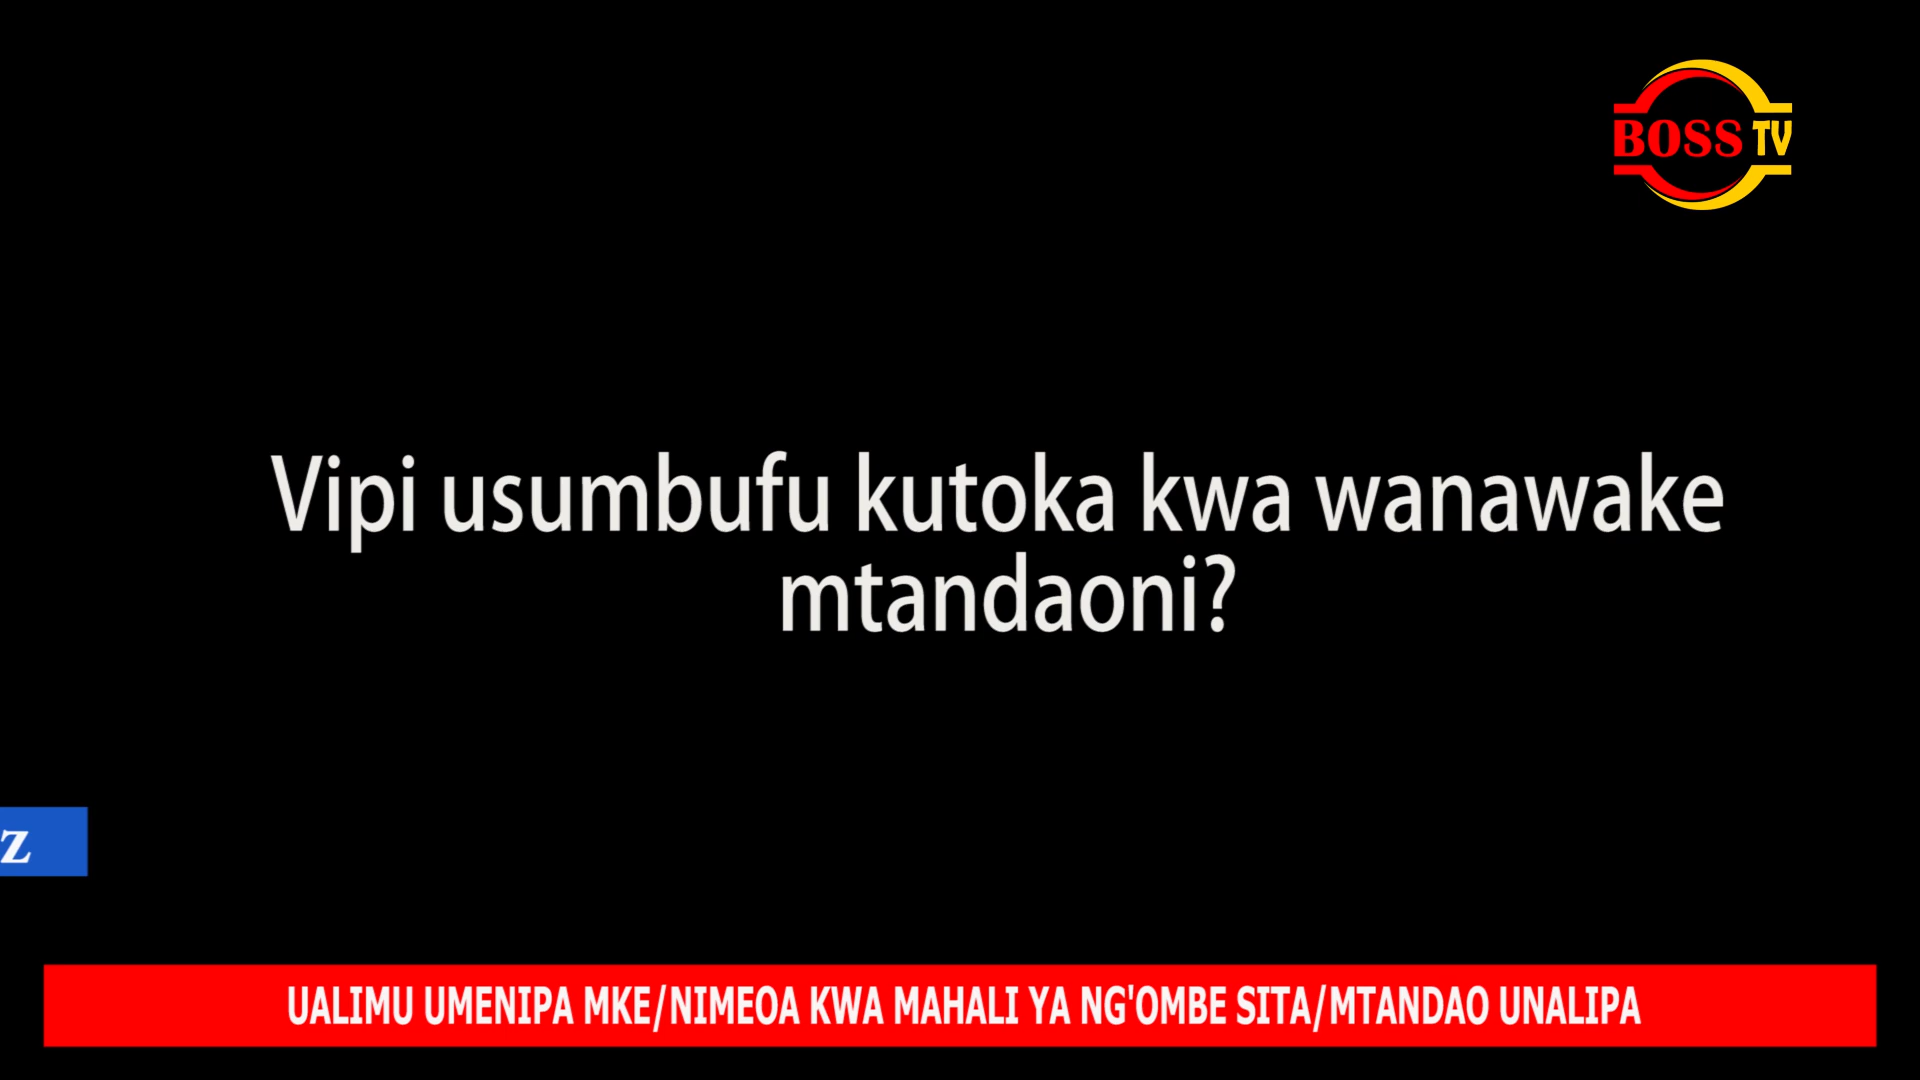 BOSS TV
Vipi usumbufu kutoka kwa wanawake
mtandaoni?
z
UALIMU UMENIPA MKE/NIMEOA KWA MAHALI YA NG'OMBE SITA/MTANDAO UNALIPA